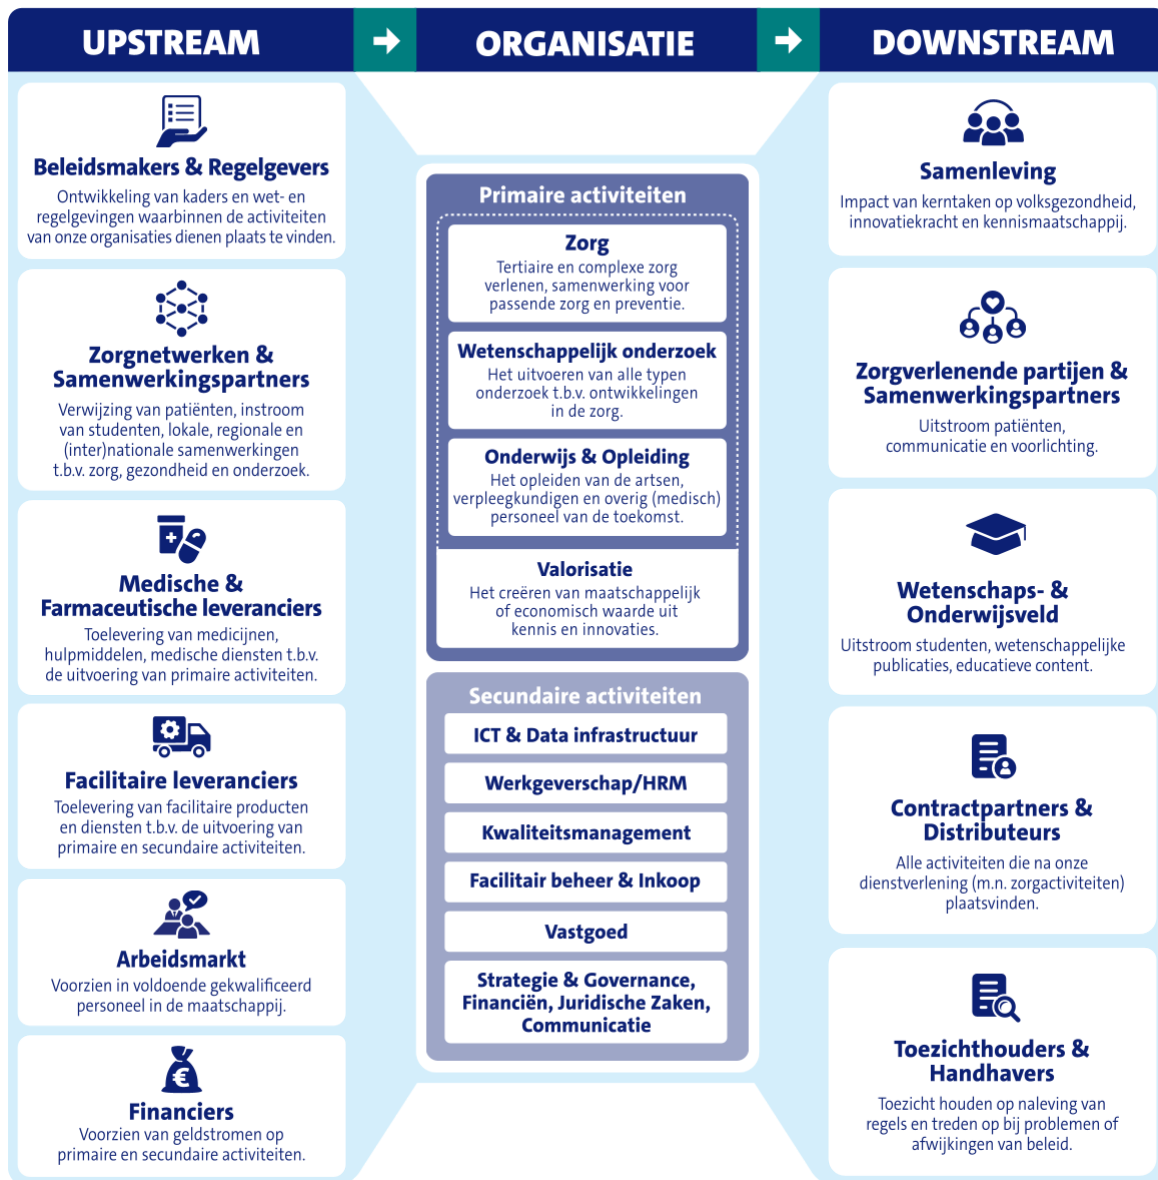 UPSTREAM
Beleidsmakers & Regelgevers
Ontwikkeling van kaders en wet- en
regelgevingen waarbinnen de activiteiten
van onze organisaties dienen plaats te vinden.
Zorgnetwerken &
Samenwerkingspartners
Verwijzing van patiënten, instroom
van studenten, lokale, regionale en
(inter)nationale samenwerkingen
t.b.v. zorg, gezondheid en onderzoek.
Medische &
Farmaceutische leveranciers
Toelevering van medicijnen,
hulpmiddelen, medische diensten t.b.v.
de uitvoering van primaire activiteiten.
Facilitaire leveranciers
Toelevering van facilitaire producten
en diensten t.b.v. de uitvoering van
primaire en secundaire activiteiten.
Arbeidsmarkt
Voorzien in voldoende gekwalificeerd
personeel in de maatschappij.
€
Financiers
Voorzien van geldstromen op
primaire en secundaire activiteiten.
ORGANISATIE
Primaire activiteiten
Zorg
Tertiaire en complexe zorg
verlenen, samenwerking voor
passende zorg en preventie.
Wetenschappelijk onderzoek
Het uitvoeren van alle typen
onderzoek t.b.v. ontwikkelingen
in de zorg.
Onderwijs & Opleiding
Het opleiden van de artsen,
verpleegkundigen en overig (medisch)
personeel van de toekomst.
Valorisatie
Het creëren van maatschappelijk
of economisch waarde uit
kennis en innovaties.
Secundaire activiteiten
ICT & Data infrastructuur
Werkgeverschap/HRM
Kwaliteitsmanagement
Facilitair beheer & Inkoop
Vastgoed
Strategie & Governance,
Financiën, Juridische Zaken,
Communicatie
DOWNSTREAM
Samenleving
Impact van kerntaken op volksgezondheid,
innovatiekracht en kennismaatschappij.
Zorgverlenende partijen &
Samenwerkingspartners
Uitstroom patiënten,
communicatie en voorlichting.
Wetenschaps- &
Onderwijsveld
Uitstroom studenten, wetenschappelijke
publicaties, educatieve content.
Contractpartners &
Distributeurs
Alle activiteiten die na onze
dienstverlening (m.n. zorgactiviteiten)
plaatsvinden.
Toezichthouders &
Handhavers
Toezicht houden op naleving van
regels en treden op bij problemen of
afwijkingen van beleid.